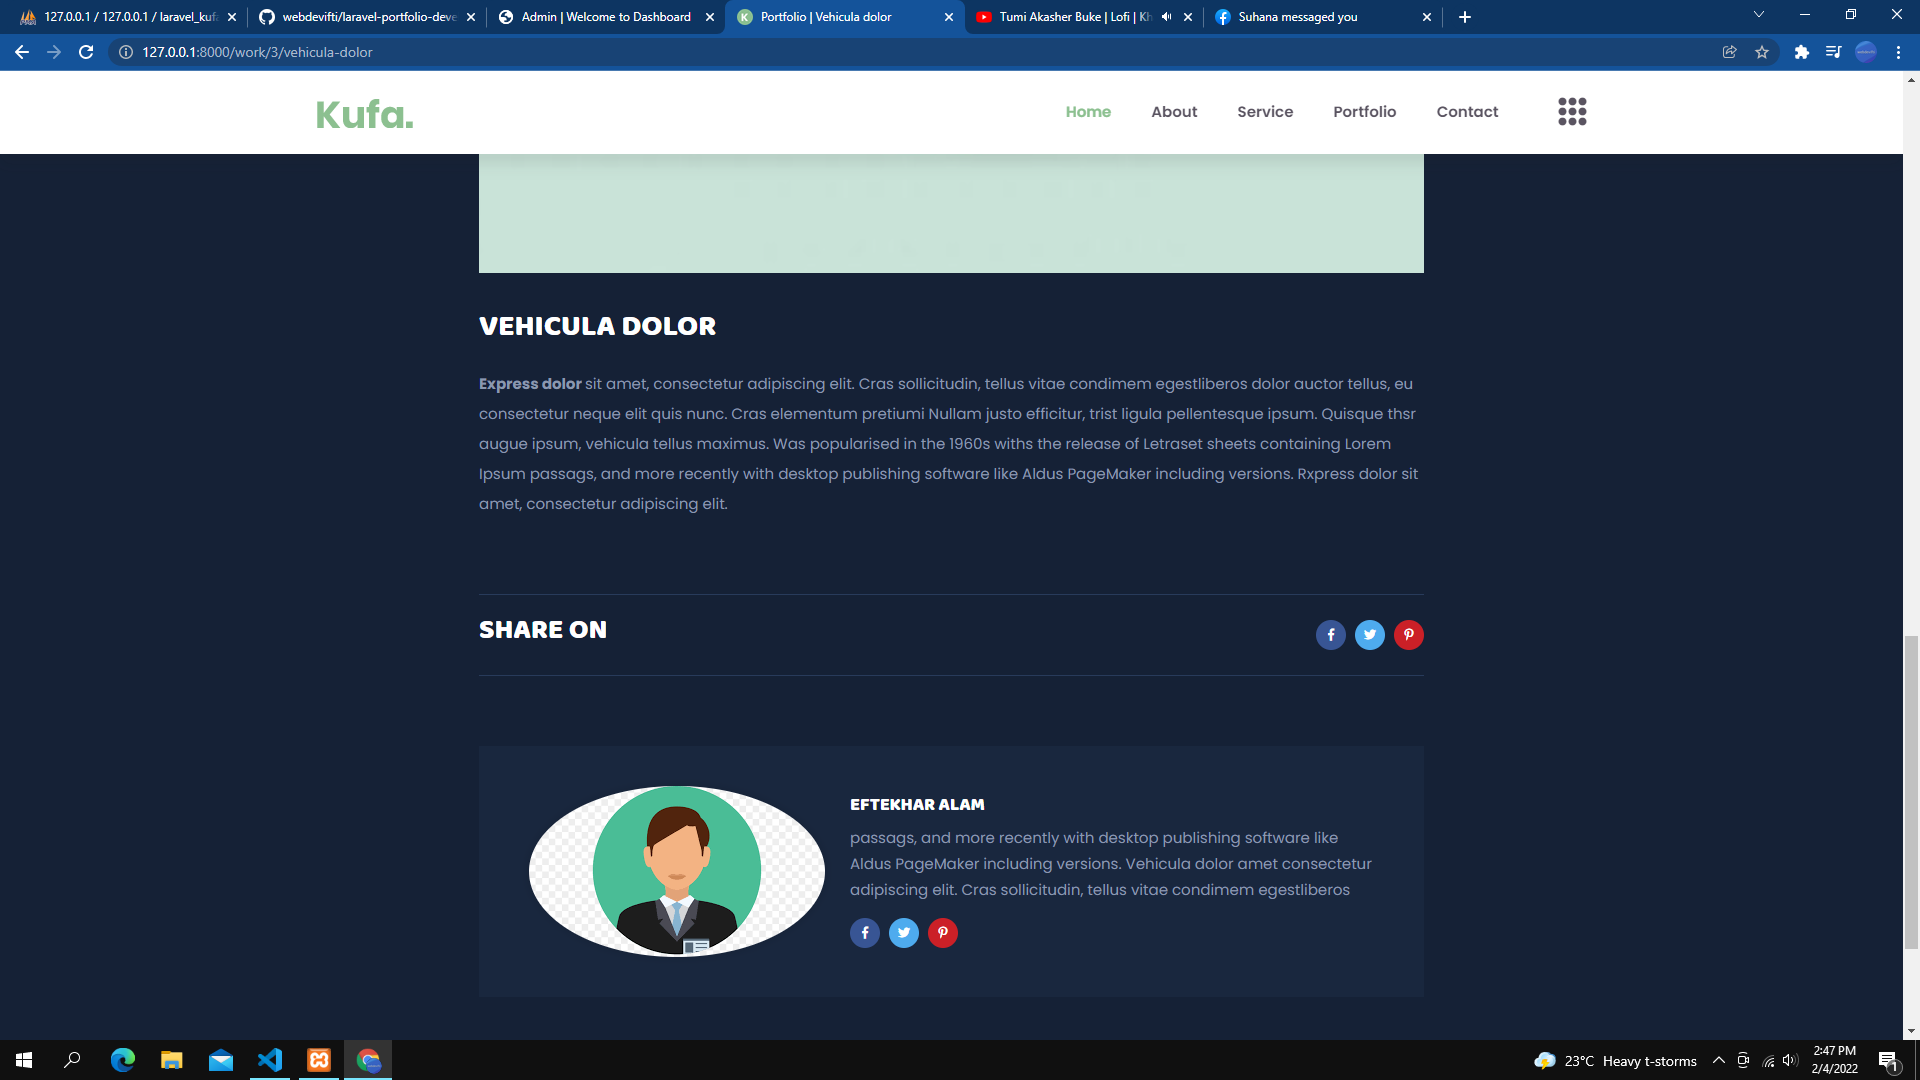 127.0.0.1 / 127.0.0.1 / laravel_kufa
webdevifti/laravel-portfolio-deve
Admin | Welcome to Dashboard
Portfolio | Vehicula dolor
Tumi Akasher Buke | Lofi | Kh
Suhana messaged you
127.0.0.1:8000/work/3/vehicula-dolor
Kufa.
Home
About
Service
Portfolio
Contact
VEHICULA DOLOR
Express dolor sit amet, consectetur adipiscing elit. Cras sollicitudin, tellus vitae condimem egestliberos dolor auctor tellus, eu
consectetur neque elit quis nunc. Cras elementum pretiumi Nullam justo efficitur, trist ligula pellentesque ipsum. Quisque thsr
augue ipsum, vehicula tellus maximus. Was popularised in the 1960s withs the release of Letraset sheets containing Lorem
Ipsum passags, and more recently with desktop publishing software like Aldus PageMaker including versions. Rxpress dolor sit
amet, consectetur adipiscing elit.
SHARE ON
EFTEKHAR ALAM
passags, and more recently with desktop publishing software like
Aldus PageMaker including versions. Vehicula dolor amet consectetur
adipiscing elit. Cras sollicitudin, tellus vitae condimem egestliberos
23°C Heavy t-storms
2:47 PM
2/4/2022
1